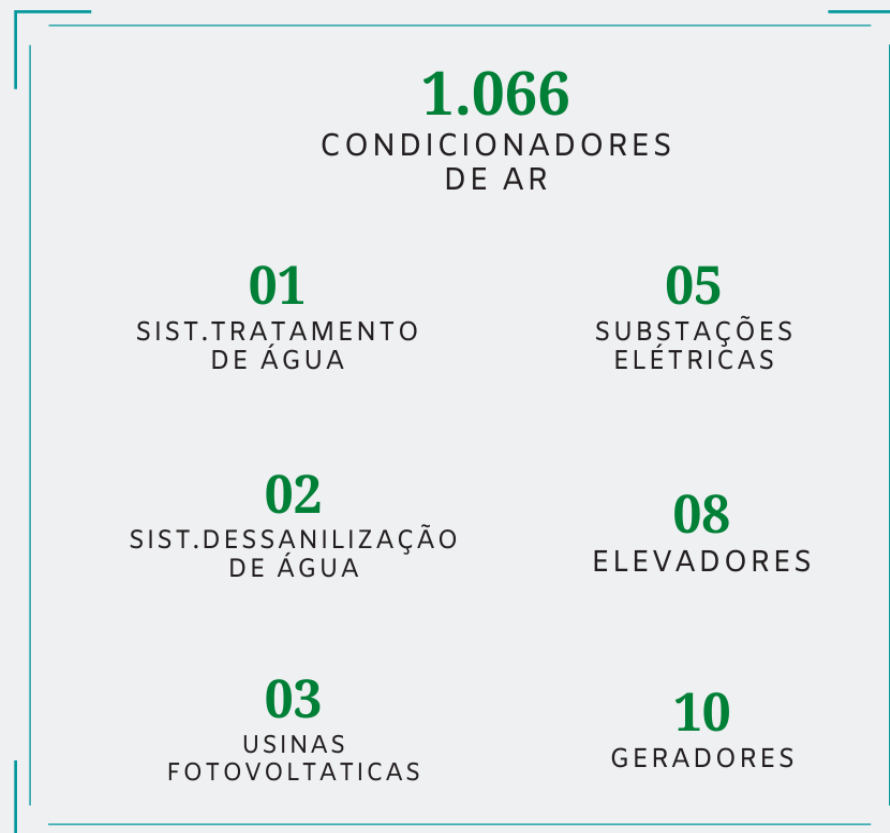 1.066
CONDICIONADORES
DE AR
01
SIST.TRATAMENTO
DE ÁGUA
05
SUBSTAÇÕES
ELÉTRICAS
02
SIST.DESSANILIZAÇÃO
DE ÁGUA
08
ELEVADORES
03
USINAS
FOTOVOLTATICAS
10
GERADORES